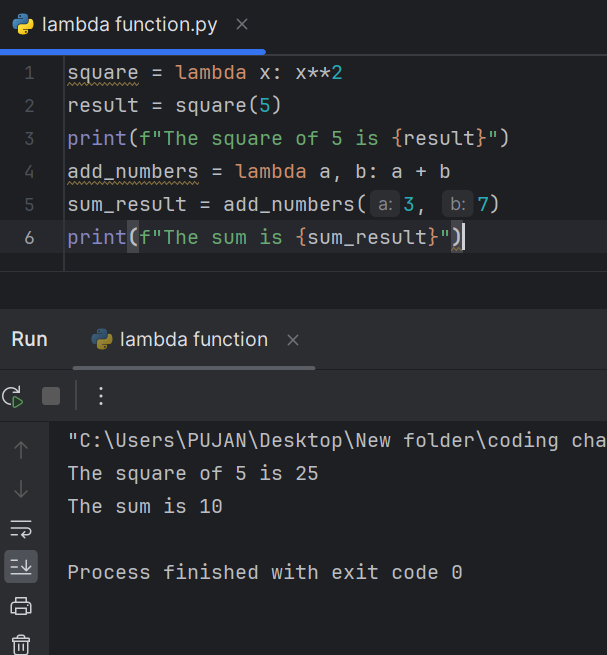 lambda function.py
1 square = lambda x: x**2
2 result = square(5)
3 print(f"The square of 5 is {result}")
4 add_numbers = lambda a, b: a + b
5 sum_result = add_numbers( a: 3, b: 7)
6 print(f"The sum is {sum_result}")
Run lambda function
"C:\Users\PUJAN\Desktop\New folder\coding cha
The square of 5 is 25
The sum is 10
Process finished with exit code 0